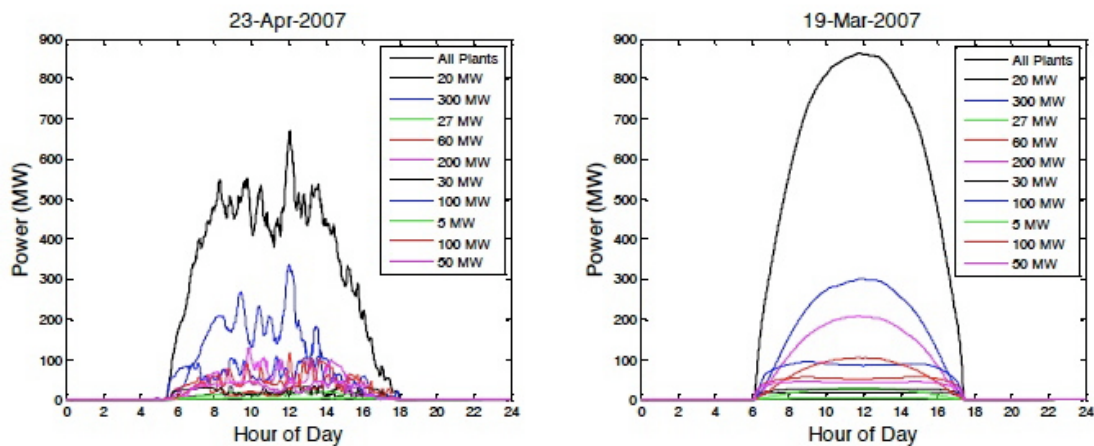 23-Apr-2007
900
800
700
600
500
400
300
200
100
0
Power (MW)
0 2 4 6 8 10 12 14 16 18 20 22 24
Hour of Day
All Plants
20 MW
300 MW
27 MW
60 MW
200 MW
30 MW
100 MW
5 MW
100 MW
50 MW
19-Mar-2007
900
800
700
600
500
400
300
200
100
0
Power (MW)
0 2 4 6 8 10 12 14 16 18 20 22 24
Hour of Day
All Plants
20 MW
300 MW
27 MW
60 MW
200 MW
30 MW
100 MW
5 MW
100 MW
50 MW